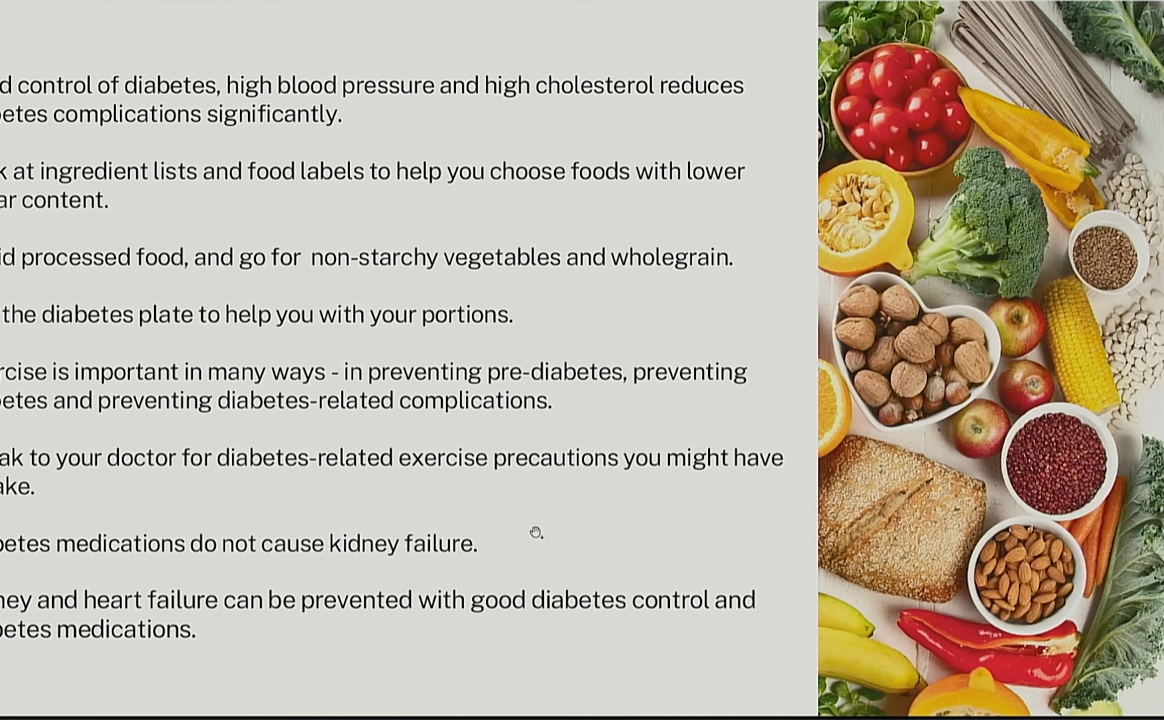 d control of diabetes, high blood pressure and high cholesterol reduces
etes complications significantly.
k at ingredient lists and food labels to help you choose foods with lower
ar content.
id processed food, and go for non-starchy vegetables and wholegrain.
the diabetes plate to help you with your portions.
rcise is important in many ways - in preventing pre-diabetes, preventing
etes and preventing diabetes-related complications.
ak to your doctor for diabetes-related exercise precautions you might have
ake.
betes medications do not cause kidney failure.
ney and heart failure can be prevented with good diabetes control and
betes medications.